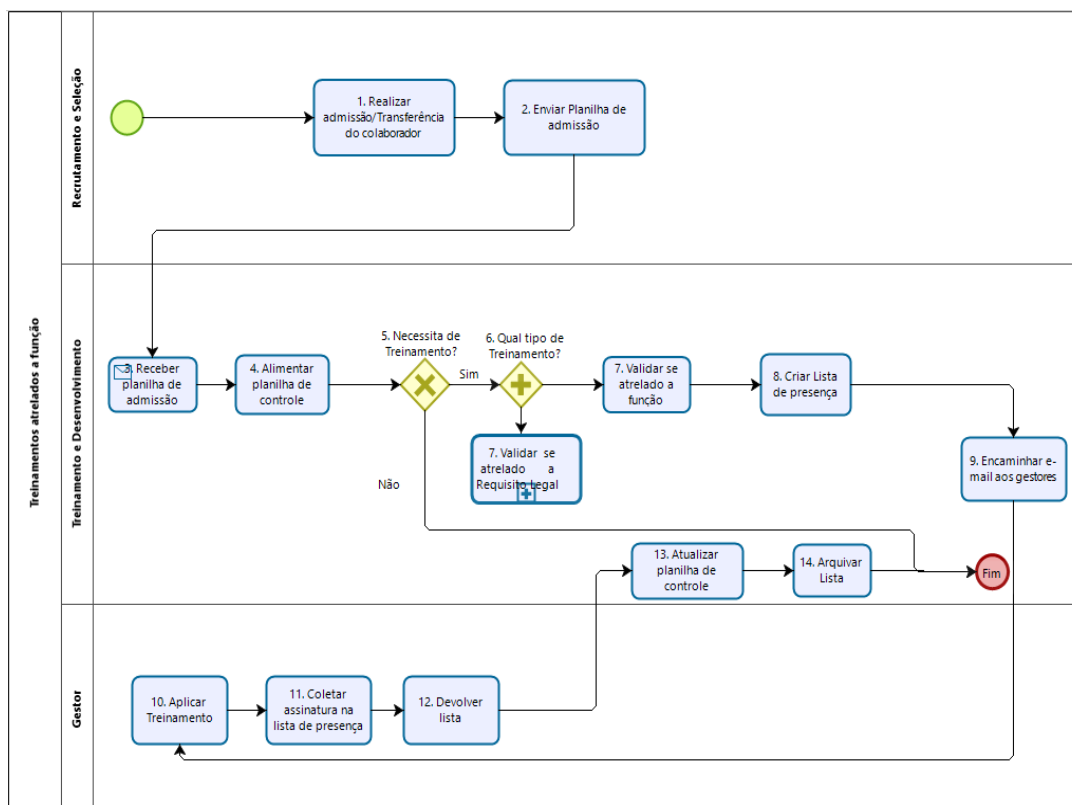 Treinamentos atrelados a função
Recrutamento e Seleção
1. Realizar
admissão/Transferência
do colaborador
2. Enviar Planilha de
admissão
Treinamento e Desenvolvimento
3. Receber
planilha de
admissão
4. Alimentar
planilha de
controle
5. Necessita de
Treinamento?
Sim
Não
6. Qual tipo de
Treinamento?
7. Validar se
atrelado a
função
7. Validar se
atrelado a
Requisito Legal
8. Criar Lista
de presença
9. Encaminhar e-
mail aos gestores
13. Atualizar
planilha de
controle
14. Arquivar
Lista
Fim
Gestor
10. Aplicar
Treinamento
11. Coletar
assinatura na
lista de presença
12. Devolver
lista